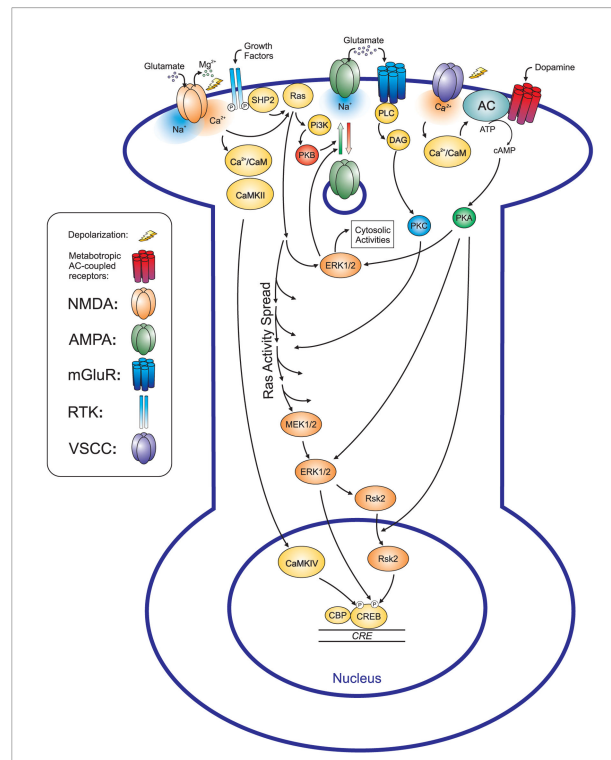 Glutamate
Mg²⁺
Growth
Factors
Glutamate
Dopamine
Na⁺
Ca²⁺
P
P
SHP2
Ras
Na⁺
PLC
Ca²⁺
AC
ATP
cAMP
Pi3K
PKB
DAG
Ca²⁺/CaM
Ca²⁺/CaM
CaMKII
PKC
PKA
Cytosolic
Activities
ERK1/2
Ras Activity Spread
Depolarization:
Metabotropic
AC-coupled
receptors:
NMDA:
AMPA:
mGluR:
RTK:
VSCC:
MEK1/2
ERK1/2
Rsk2
CaMKIV
Rsk2
P
P
CBP
CREB
CRE
Nucleus